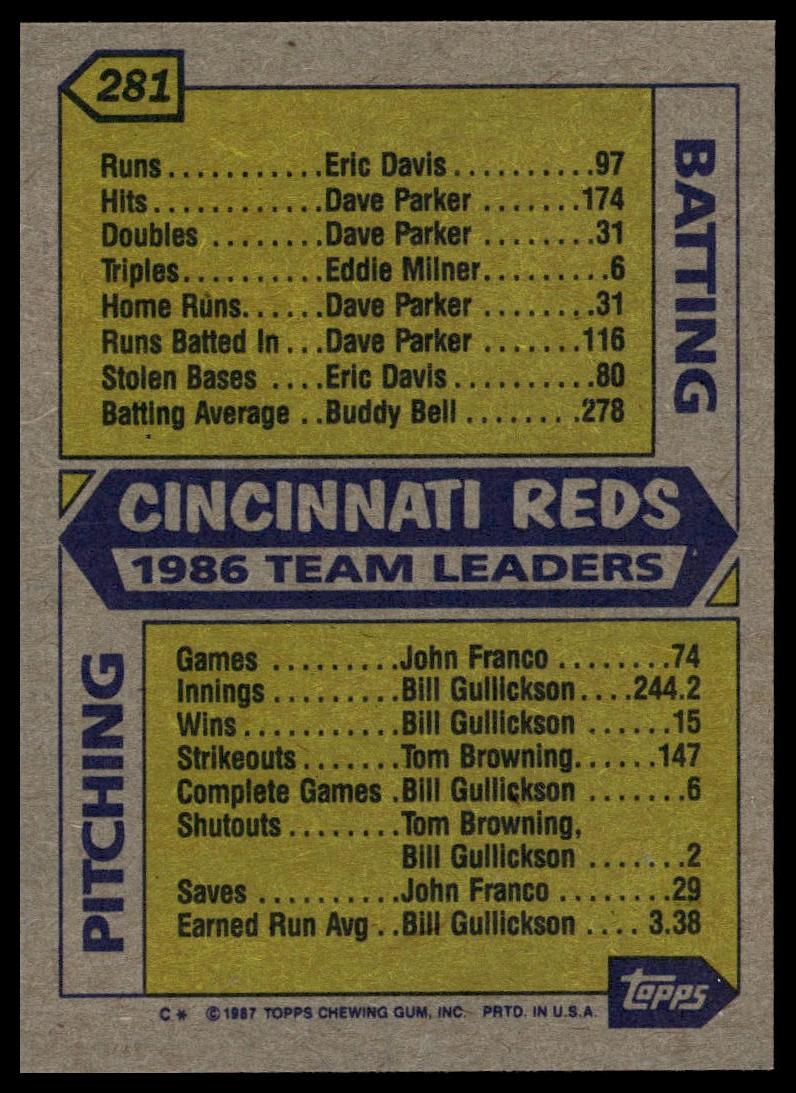 281
BATTING
Runs...........Eric Davis..........97
Hits............Dave Parker .......174
Doubles ........Dave Parker .......31
Triples..........Eddie Milner.........6
Home Runs......Dave Parker .......31
Runs Batted In ...Dave Parker .......116
Stolen Bases ....Eric Davis..........80
Batting Average ..Buddy Bell ........278
CINCINNATI REDS
1986 TEAM LEADERS
PITCHING
Games .........John Franco ........74
Innings .........Bill Gullickson....244.2
Wins............Bill Gullickson ......15
Strikeouts.......Tom Browning......147
Complete Games .Bill Gullickson .......6
Shutouts ........Tom Browning,
Bill Gullickson .......2
Saves ..........John Franco ........29
Earned Run Avg ..Bill Gullickson .... 3.38
topps
C* ©1987 TOPPS CHEWING GUM, INC. PRTD. IN U.S.A.